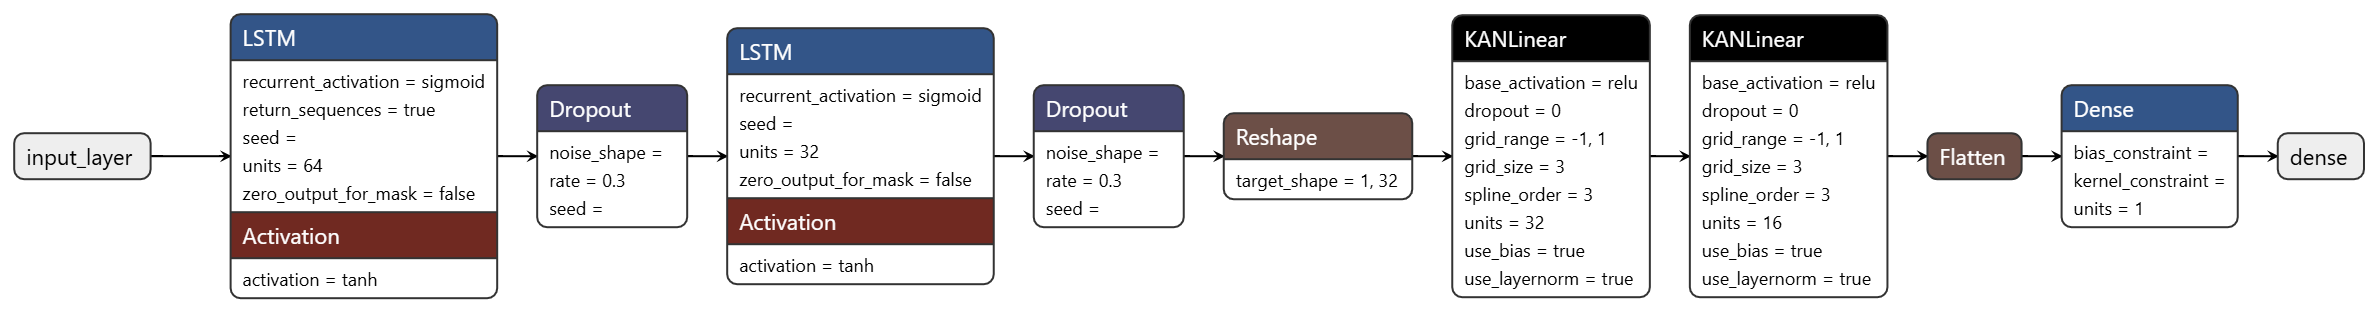 input_layer
LSTM
recurrent_activation = sigmoid
return_sequences = true
seed =
units = 64
zero_output_for_mask = false
Activation
activation = tanh
Dropout
noise_shape =
rate = 0.3
seed =
LSTM
recurrent_activation = sigmoid
seed =
units = 32
zero_output_for_mask = false
Activation
activation = tanh
Dropout
noise_shape =
rate = 0.3
seed =
Reshape
target_shape = 1, 32
KANLinear
base_activation = relu
dropout = 0
grid_range = -1, 1
grid_size = 3
spline_order = 3
units = 32
use_bias = true
use_layernorm = true
KANLinear
base_activation = relu
dropout = 0
grid_range = -1, 1
grid_size = 3
spline_order = 3
units = 16
use_bias = true
use_layernorm = true
Flatten
Dense
bias_constraint =
kernel_constraint =
units = 1
dense